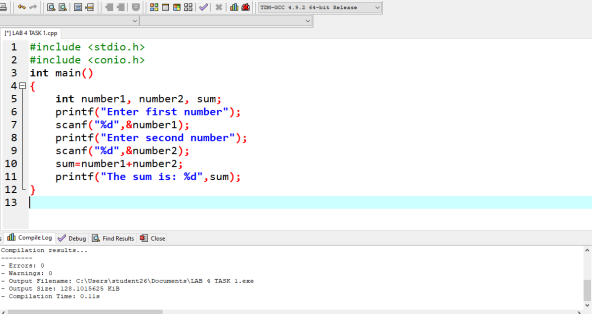 TDM-GCC 4.9.2 64-bit Release
[*] LAB 4 TASK 1.cpp
1 #include <stdio.h>
2 #include <conio.h>
3 int main()
4 {
5 int number1, number2, sum;
6 printf("Enter first number");
7 scanf("%d",&number1);
8 printf("Enter second number");
9 scanf("%d",&number2);
10 sum=number1+number2;
11 printf("The sum is: %d",sum);
12 }
13
Compile Log Debug Find Results Close
Compilation results...
--------
- Errors: 0
- Warnings: 0
- Output Filename: C:\Users\student26\Documents\LAB 4 TASK 1.exe
- Output Size: 128.1015625 KiB
- Compilation Time: 0.11s